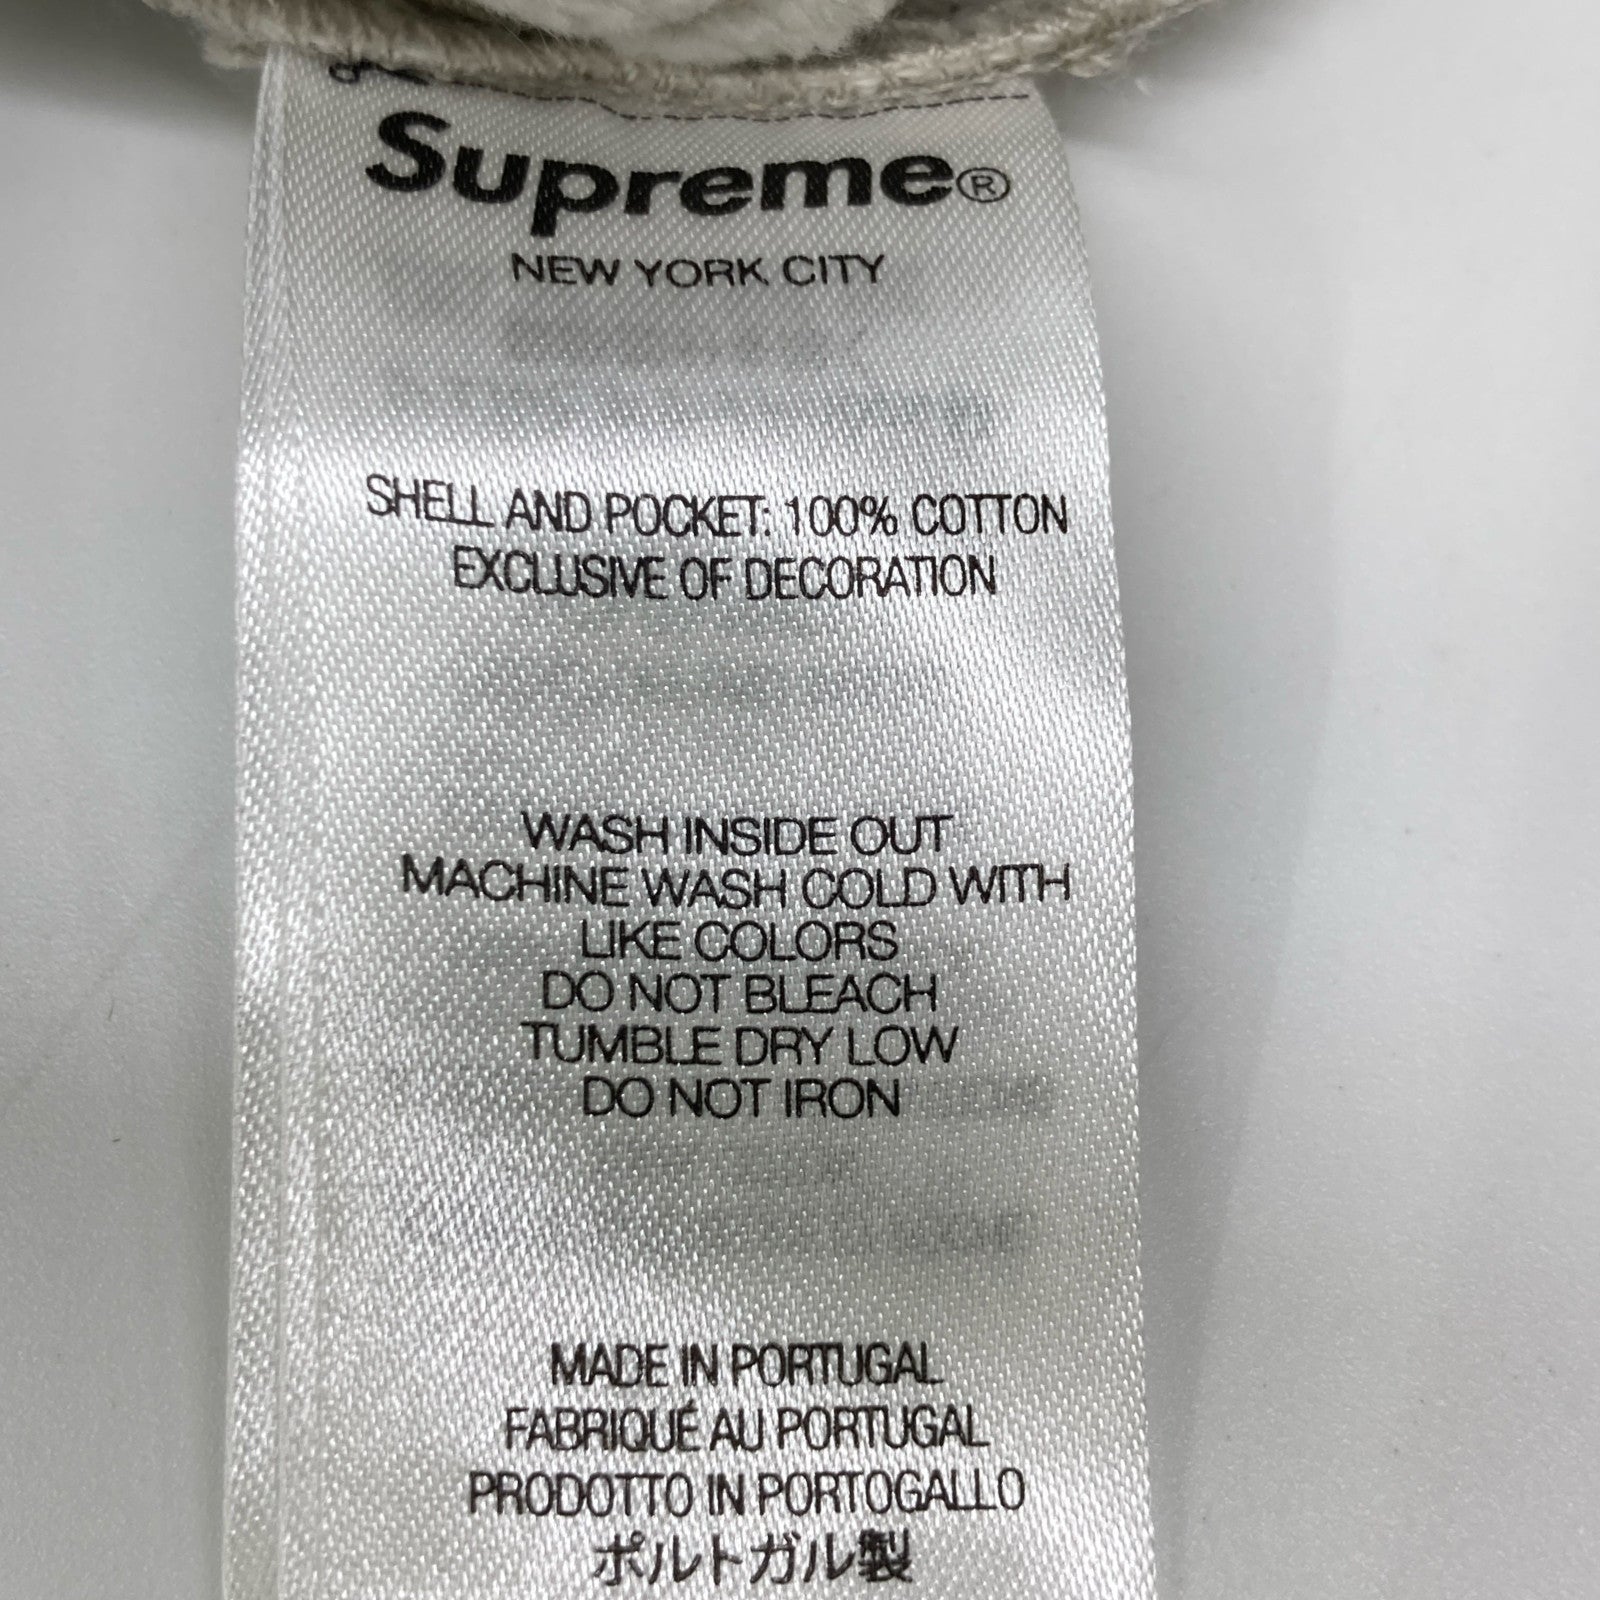 Supreme®
NEW YORK CITY
SHELL AND POCKET: 100% COTTON
EXCLUSIVE OF DECORATION
WASH INSIDE OUT
MACHINE WASH COLD WITH
LIKE COLORS
DO NOT BLEACH
TUMBLE DRY LOW
DO NOT IRON
MADE IN PORTUGAL
FABRIQUÉ AU PORTUGAL
PRODOTTO IN PORTOGALLO
ポルトガル製